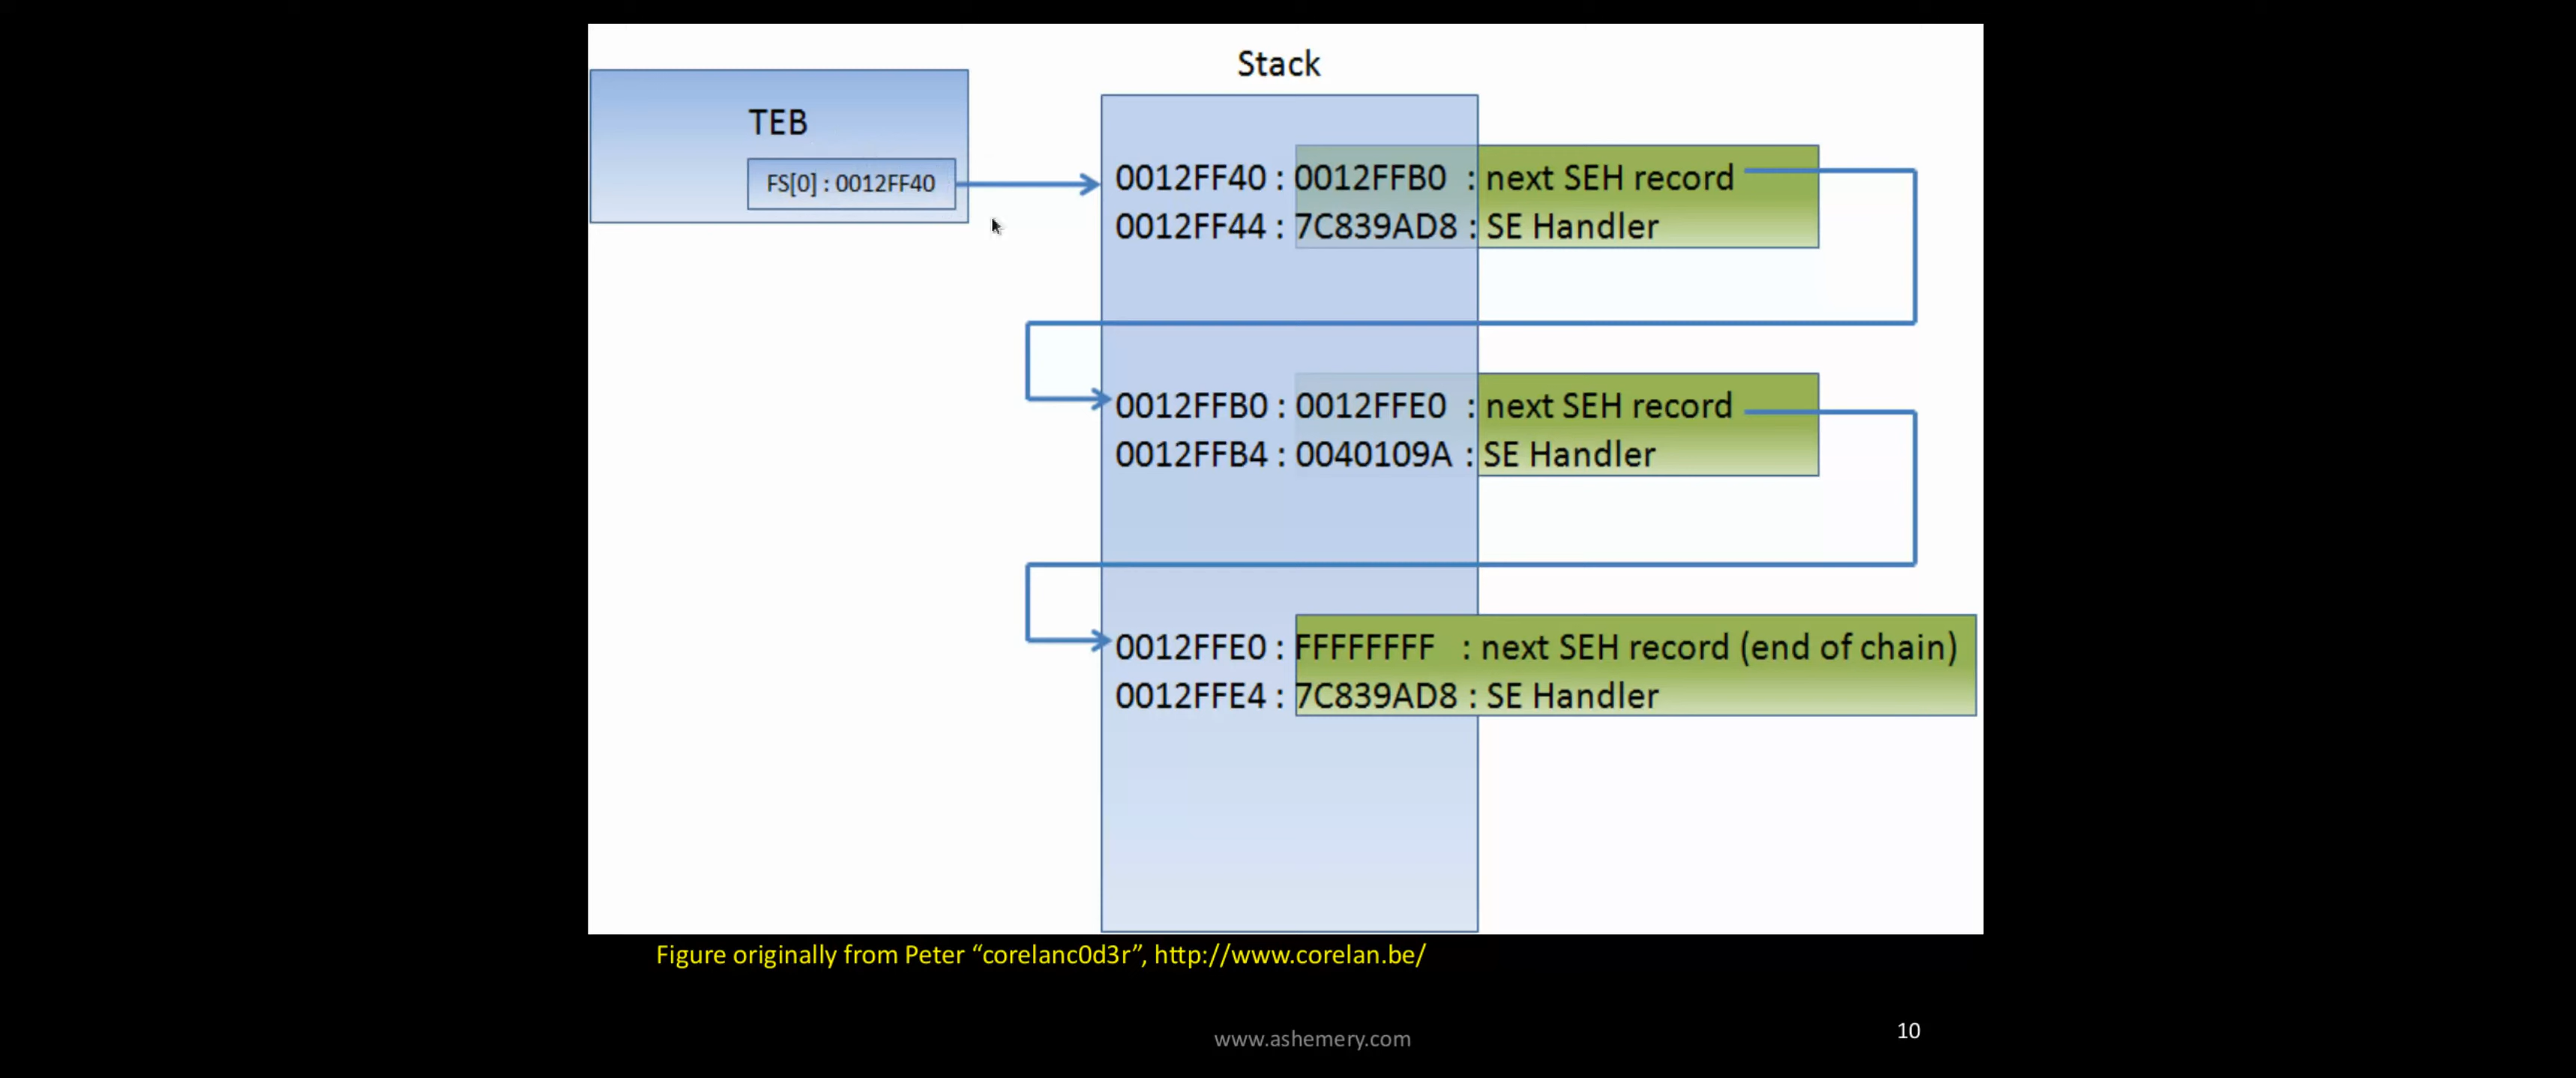 Stack
TEB
FS[0] : 0012FF40
0012FF40 : 0012FFB0 : next SEH record
0012FF44 : 7C839AD8 : SE Handler
0012FFB0 : 0012FFE0 : next SEH record
0012FFB4 : 0040109A : SE Handler
0012FFE0 : FFFFFFFF : next SEH record (end of chain)
0012FFE4 : 7C839AD8 : SE Handler
Figure originally from Peter “corelanc0d3r”, http://www.corelan.be/
www.ashemery.com
10